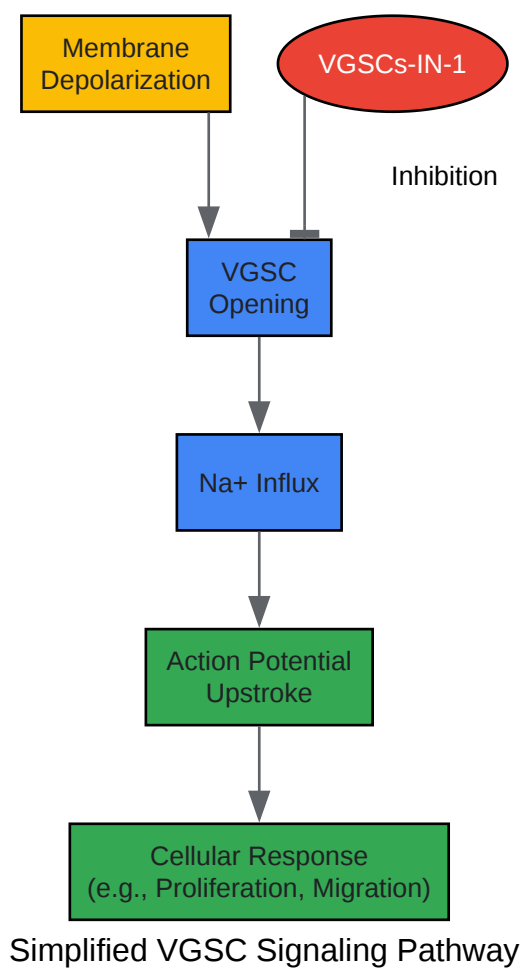 Membrane
Depolarization
VGSCs-IN-1
Inhibition
VGSC
Opening
Na+ Influx
Action Potential
Upstroke
Cellular Response
(e.g., Proliferation, Migration)
Simplified VGSC Signaling Pathway